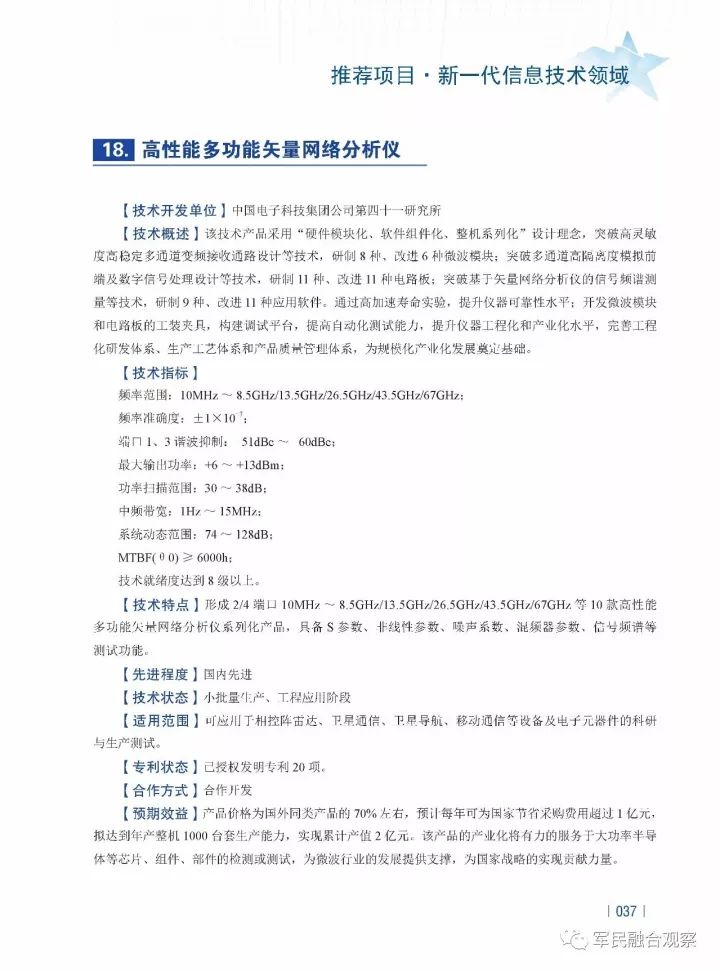 推荐项目·新一代信息技术领域
18. 高性能多功能矢量网络分析仪
【技术开发单位】中国电子科技集团公司第四十一研究所
【技术概述】该技术产品采用“硬件模块化、软件组件化、整机系列化”设计理念，突破高灵敏
度高稳定多通道变频接收通路设计等技术，研制 8 种、改进 6 种微波模块；突破多通道高隔离度模拟前
端及数字信号处理设计等技术，研制 11 种、改进 11 种电路板；突破基于矢量网络分析仪的信号频谱测
量等技术，研制 9 种、改进 11 种应用软件。通过高加速寿命实验，提升仪器可靠性水平；开发微波模块
和电路板的工装夹具，构建调试平台，提高自动化测试能力，提升仪器工程化和产业化水平，完善工程
化研发体系、生产工艺体系和产品质量管理体系，为规模化产业化发展奠定基础。
【技术指标】
频率范围：10MHz ～ 8.5GHz/13.5GHz/26.5GHz/43.5GHz/67GHz；
频率准确度：±1×10⁻⁷；
端口 1、3 谐波抑制： 51dBc ～ 60dBc；
最大输出功率：+6 ～ +13dBm；
功率扫描范围：30 ～ 38dB；
中频带宽：1Hz ～ 15MHz；
系统动态范围：74 ～ 128dB；
MTBF(θ0) ≥ 6000h；
技术就绪度达到 8 级以上。
【技术特点】形成 2/4 端口 10MHz ～ 8.5GHz/13.5GHz/26.5GHz/43.5GHz/67GHz 等 10 款高性能
多功能矢量网络分析仪系列化产品，具备 S 参数、非线性参数、噪声系数、混频器参数、信号频谱等
测试功能。
【先进程度】国内先进
【技术状态】小批量生产、工程应用阶段
【适用范围】可应用于相控阵雷达、卫星通信、卫星导航、移动通信等设备及电子元器件的科研
与生产测试。
【专利状态】已授权发明专利 20 项。
【合作方式】合作开发
【预期效益】产品价格为国外同类产品的 70% 左右，预计每年可为国家节省采购费用超过 1 亿元，
拟达到年产整机 1000 台套生产能力，实现累计产值 2 亿元。该产品的产业化将有力的服务于大功率半导
体等芯片、组件、部件的检测或测试，为微波行业的发展提供支撑，为国家战略的实现贡献力量。
| 037 |
军民融合观察